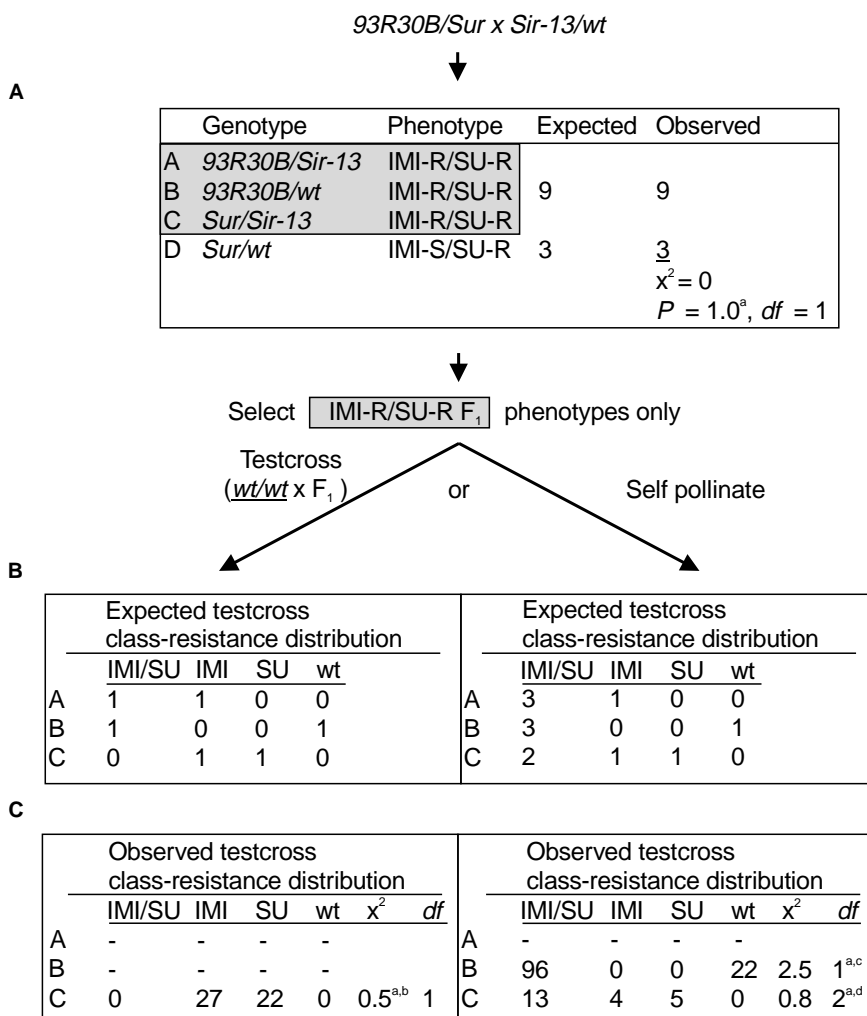 93R30B/Sur x Sir-13/wt
A
Genotype Phenotype Expected Observed
A 93R30B/Sir-13 IMI-R/SU-R
B 93R30B/wt IMI-R/SU-R 9 9
C Sur/Sir-13 IMI-R/SU-R
D Sur/wt IMI-S/SU-R 3 3
x² = 0
P = 1.0ᵃ, df = 1
Select IMI-R/SU-R F₁ phenotypes only
Testcross
(wt/wt x F₁ ) or Self pollinate
B
Expected testcross
class-resistance distribution
IMI/SU IMI SU wt
A 1 1 0 0
B 1 0 0 1
C 0 1 1 0
Expected testcross
class-resistance distribution
IMI/SU IMI SU wt
A 3 1 0 0
B 3 0 0 1
C 2 1 1 0
C
Observed testcross
class-resistance distribution
IMI/SU IMI SU wt x² df
A - - - -
B - - - -
C 0 27 22 0 0.5ᵃ,ᵇ 1
Observed testcross
class-resistance distribution
IMI/SU IMI SU wt x² df
A - - - -
B 96 0 0 22 2.5 1ᵃ,ᶜ
C 13 4 5 0 0.8 2ᵃ,ᵈ